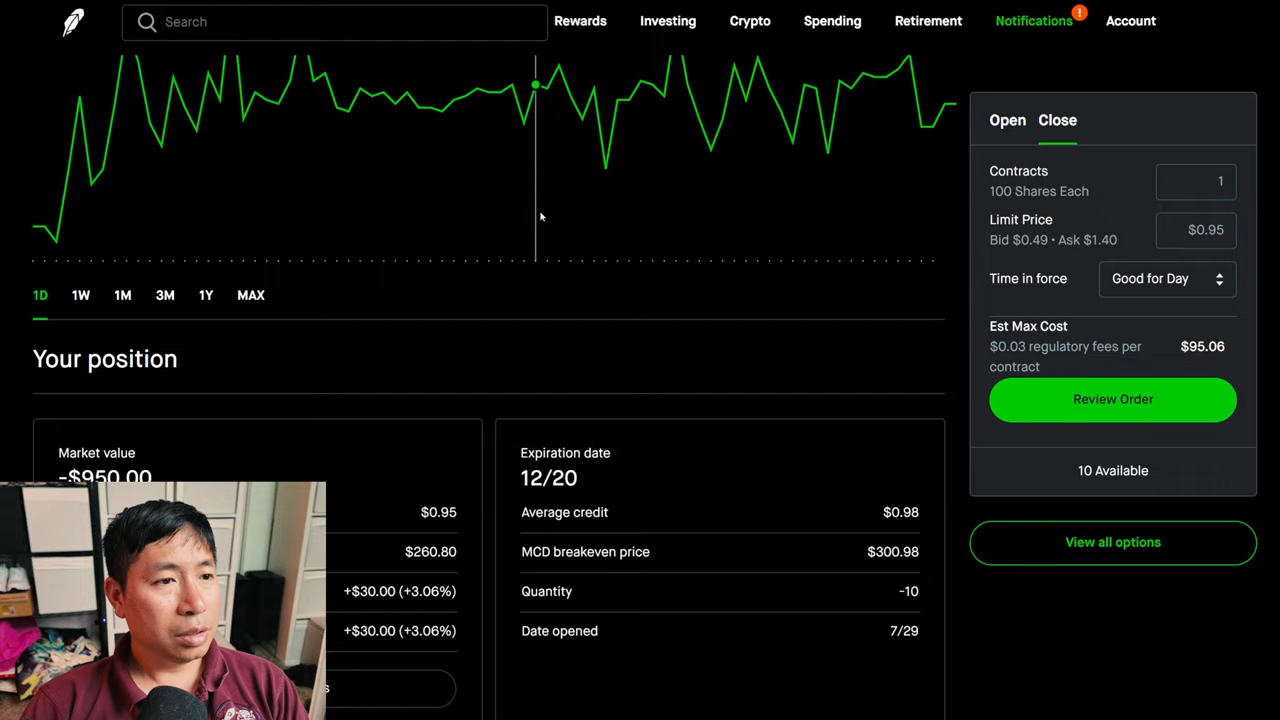 Search
Rewards
Investing
Crypto
Spending
Retirement
Notifications
!
Account
1D
1W
1M
3M
1Y
MAX
Your position
Market value
-$950.00
$0.95
$260.80
+$30.00 (+3.06%)
+$30.00 (+3.06%)
s
Expiration date
12/20
Average credit
$0.98
MCD breakeven price
$300.98
Quantity
-10
Date opened
7/29
Open
Close
Contracts
1
100 Shares Each
Limit Price
$0.95
Bid $0.49 • Ask $1.40
Time in force
Good for Day
Est Max Cost
$0.03 regulatory fees per
contract
$95.06
Review Order
10 Available
View all options